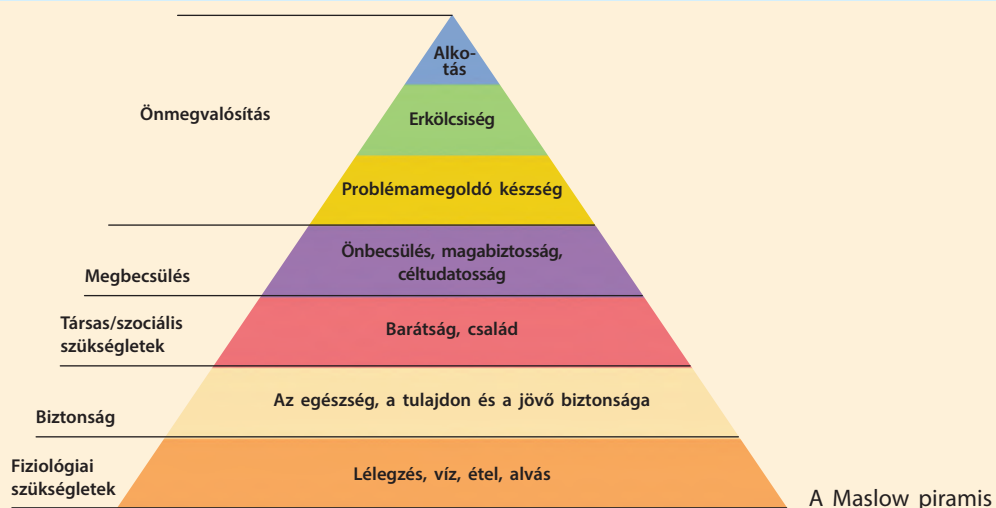 Alko-
tás
Önmegvalósítás
Erkölcsiség
Problémamegoldó készség
Önbecsülés, magabiztosság,
céltudatosság
Megbecsülés
Társas/szociális
szükségletek
Barátság, család
Az egészség, a tulajdon és a jövő biztonsága
Biztonság
Fiziológiai
szükségletek
Lélegzés, víz, étel, alvás
A Maslow piramis